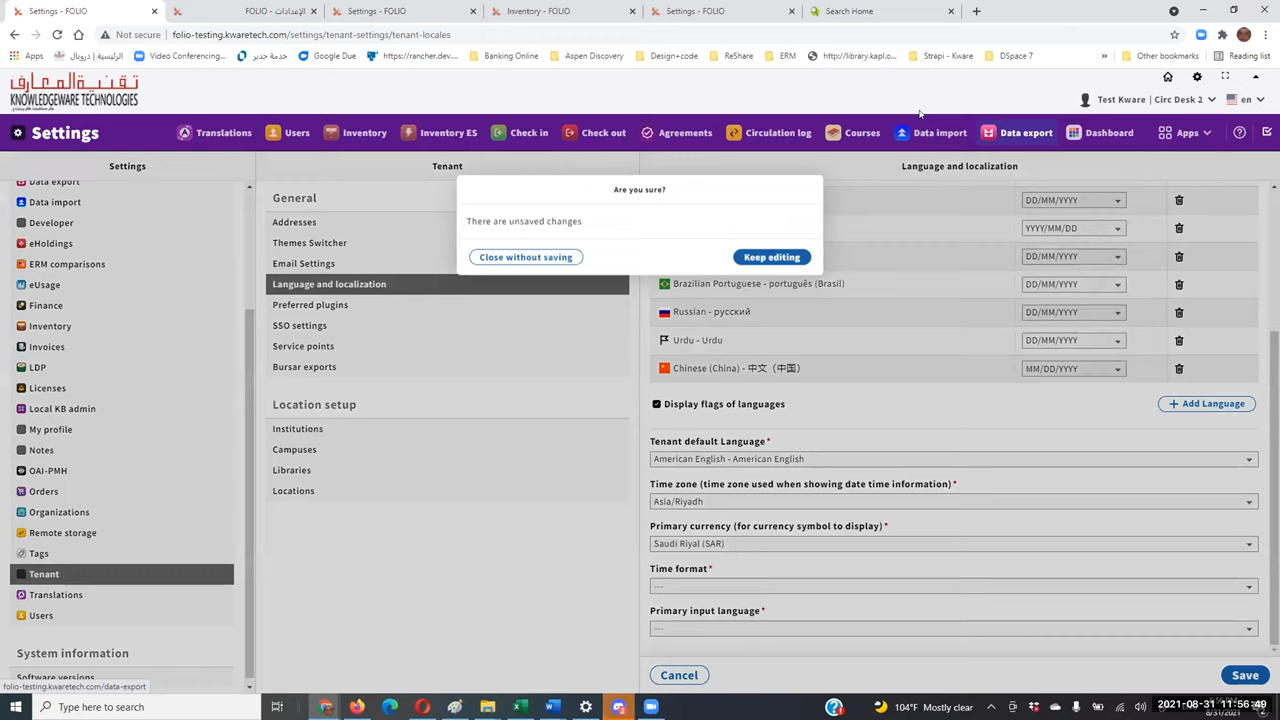 Settings - FOLIO
الإعدادات - FOLIO
Settings - FOLIO
Inventory - FOLIO
Settings - FOLIO
Search Home
Not secure
folio-testing.kwaretech.com/settings/tenant-settings/tenant-locales
Apps
الرئيسية | دروبال
Video Conferencing...
Google Due
خدمة جدير
https://rancher.dev...
Banking Online
Aspen Discovery
Design+code
ReShare
ERM
http://library.kapl...
Strapi - Kware
DSpace 7
Other bookmarks
Reading list
تقنية المعارف
KNOWLEDGEWARE TECHNOLOGIES
Test Kware | Circ Desk 2
en
Settings
Translations
Users
Inventory
Inventory ES
Check in
Check out
Agreements
Circulation log
Courses
Data import
Data export
Dashboard
Apps
Settings
Data export
Data import
Developer
eHoldings
ERM comparisons
eUsage
Finance
Inventory
Invoices
LDP
Licenses
Local KB admin
My profile
Notes
OAI-PMH
Orders
Organizations
Remote storage
Tags
Tenant
Translations
Users
System information
Software versions
folio-testing.kwaretech.com/data-export
Tenant
General
Addresses
Themes Switcher
Email Settings
Language and localization
Preferred plugins
SSO settings
Service points
Bursar exports
Location setup
Institutions
Campuses
Libraries
Locations
Are you sure?
There are unsaved changes
Close without saving
Keep editing
Language and localization
DD/MM/YYYY
YYYY/MM/DD
DD/MM/YYYY
Brazilian Portuguese - português (Brasil)
DD/MM/YYYY
Russian - русский
DD/MM/YYYY
Urdu - Urdu
DD/MM/YYYY
Chinese (China) - 中文（中国）
MM/DD/YYYY
Display flags of languages
+ Add Language
Tenant default Language*
American English - American English
Time zone (time zone used when showing date time information)*
Asia/Riyadh
Primary currency (for currency symbol to display)*
Saudi Riyal (SAR)
Time format*
---
Primary input language*
---
Cancel
Save
Type here to search
104°F Mostly clear
2021-08-31 11:56:49
8/31/2021